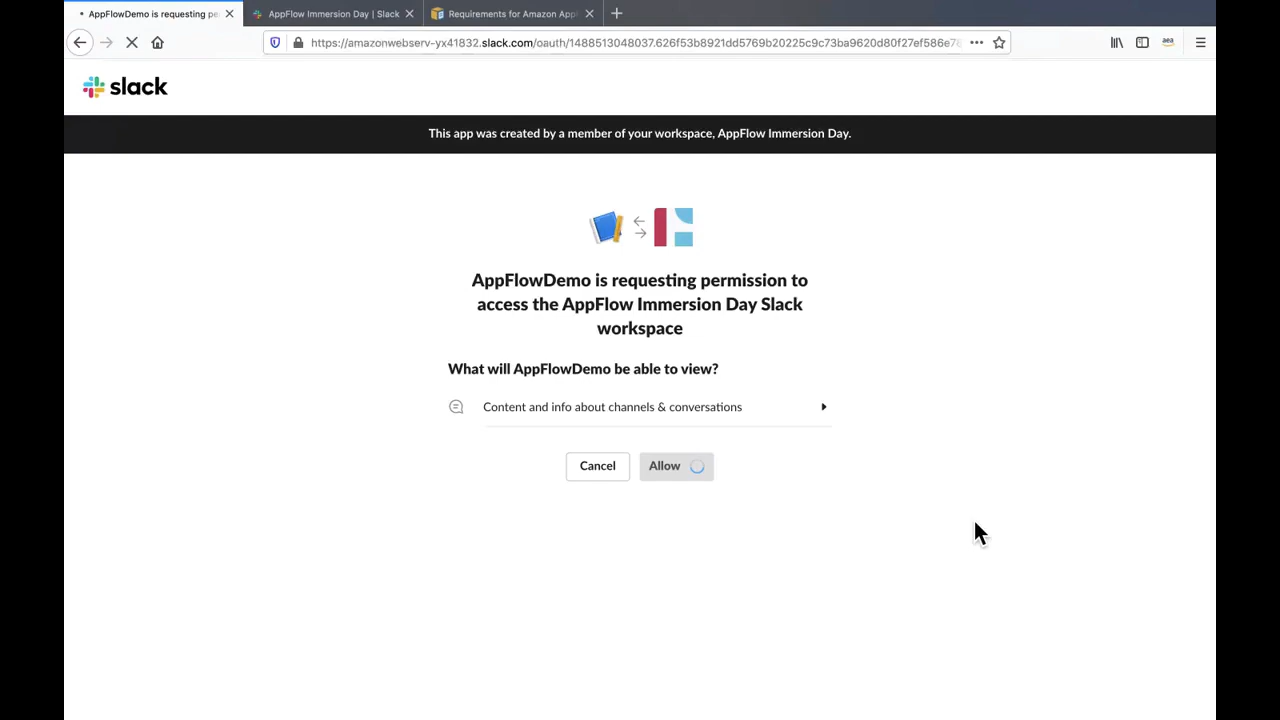 AppFlowDemo is requesting pe
AppFlow Immersion Day | Slack
Requirements for Amazon App
https://amazonwebserv-yx41832.slack.com/oauth/1488513048037.626f53b8921dd5769b20225c9c73ba9620d80f27ef586e7
slack
This app was created by a member of your workspace, AppFlow Immersion Day.
AppFlowDemo is requesting permission to
access the AppFlow Immersion Day Slack
workspace
What will AppFlowDemo be able to view?
Content and info about channels & conversations
Cancel
Allow